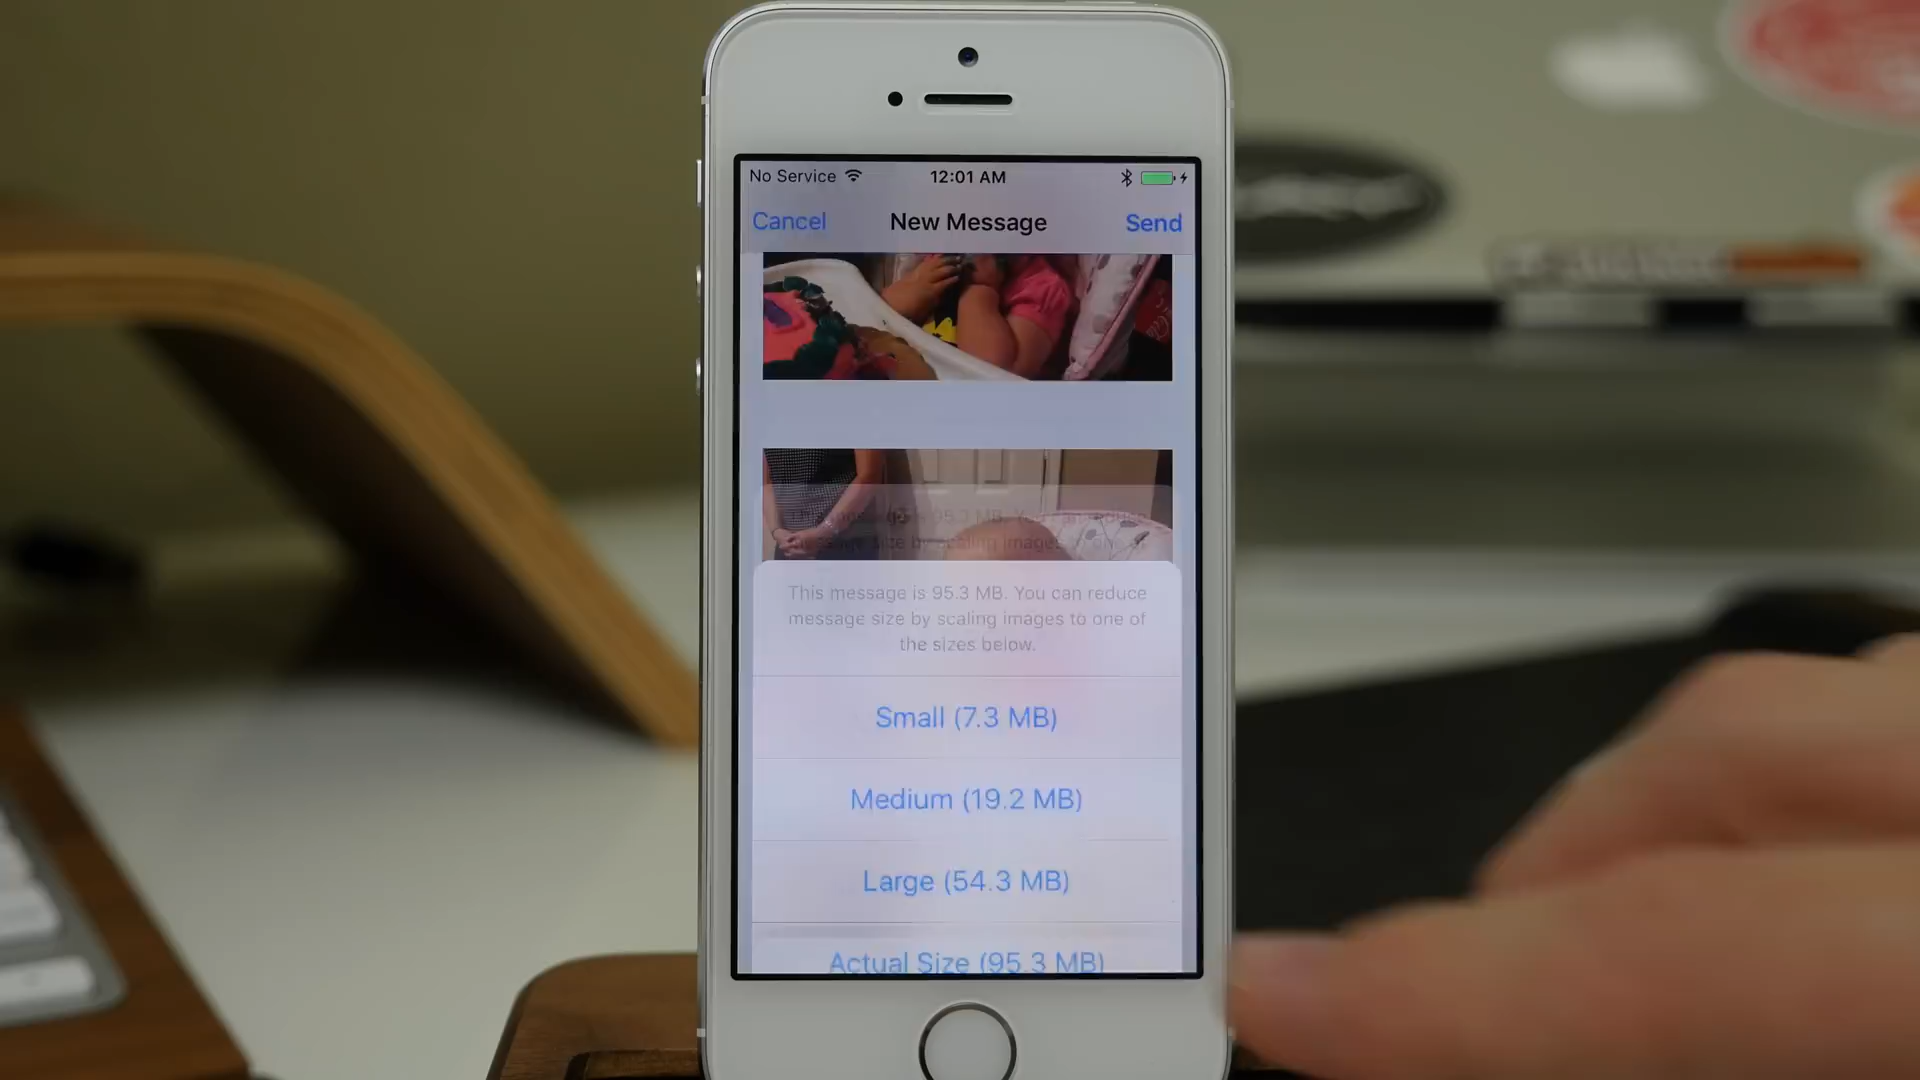 No Service
12:01 AM
Cancel
New Message
Send
This message is 95.3 MB. You can reduce
message size by scaling images to one of
the sizes below.
Small (7.3 MB)
Medium (19.2 MB)
Large (54.3 MB)
Actual Size (95.3 MB)